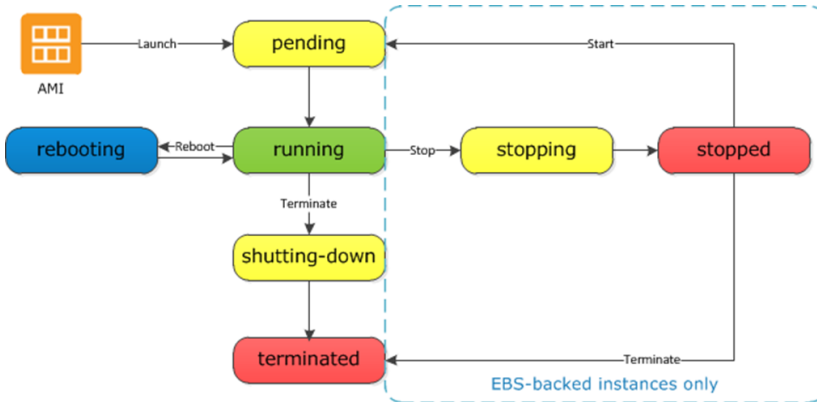 Launch
pending
Start
AMI
rebooting
Reboot
running
Stop
stopping
stopped
Terminate
shutting-down
terminated
Terminate
EBS-backed instances only